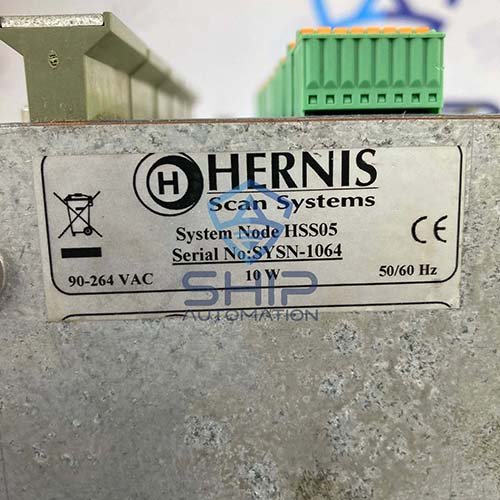 H HERNIS
Scan Systems
System Node HSS05
Serial No:SYSN-1064
90-264 VAC 10 W 50/60 Hz
CE
SHIP
AUTOMATION